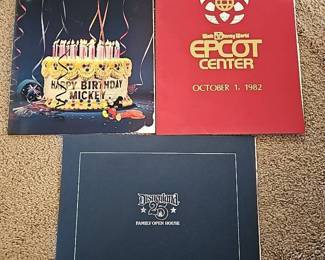 HAPPY BIRTHDAY
MICKEY
Walt Disney World
EPCOT
CENTER
OCTOBER 1, 1982
Disneyland
25
FAMILY OPEN HOUSE